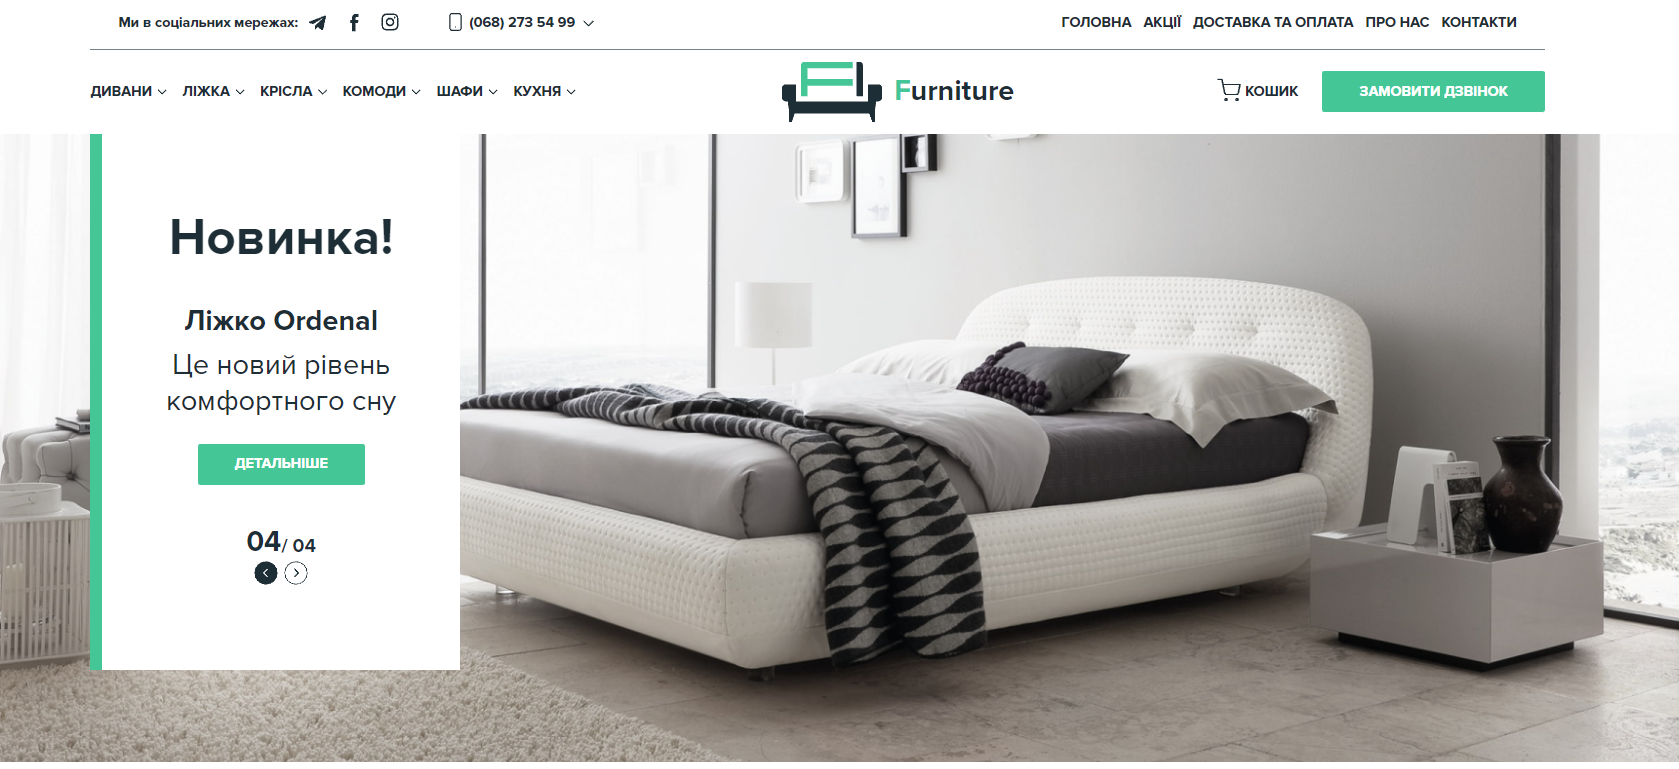 Ми в соціальних мережах:
(068) 273 54 99
ГОЛОВНА АКЦІЇ ДОСТАВКА ТА ОПЛАТА ПРО НАС КОНТАКТИ
ДИВАНИ ЛІЖКА КРІСЛА КОМОДИ ШАФИ КУХНЯ
Furniture
КОШИК
ЗАМОВИТИ ДЗВІНОК
Новинка!
Ліжко Ordenal
Це новий рівень
комфортного сну
ДЕТАЛЬНІШЕ
04/ 04